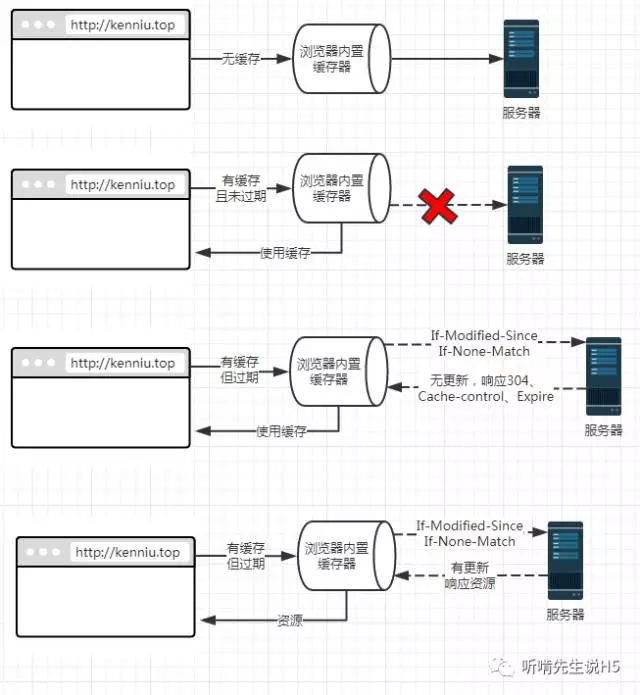 http://kenniu.top
无缓存
浏览器内置
缓存器
服务器
http://kenniu.top
有缓存
且未过期
浏览器内置
缓存器
使用缓存
服务器
http://kenniu.top
有缓存
但过期
浏览器内置
缓存器
If-Modified-Since
If-None-Match
无更新，响应304、
Cache-control、Expire
使用缓存
服务器
http://kenniu.top
有缓存
但过期
浏览器内置
缓存器
If-Modified-Since
If-None-Match
有更新
响应资源
资源
服务器
听啃先生说H5